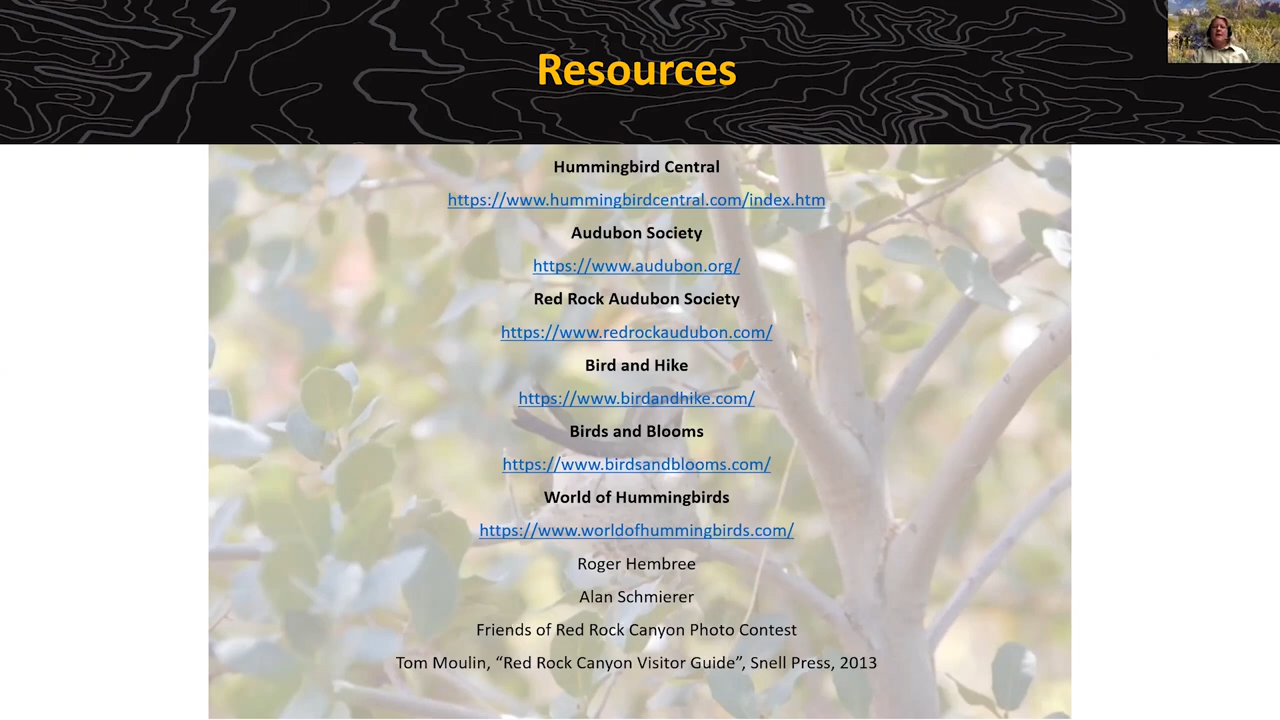 Resources
Hummingbird Central
https://www.hummingbirdcentral.com/index.htm
Audubon Society
https://www.audubon.org/
Red Rock Audubon Society
https://www.redrockaudubon.com/
Bird and Hike
https://www.birdandhike.com/
Birds and Blooms
https://www.birdsandblooms.com/
World of Hummingbirds
https://www.worldofhummingbirds.com/
Roger Hembree
Alan Schmierer
Friends of Red Rock Canyon Photo Contest
Tom Moulin, “Red Rock Canyon Visitor Guide”, Snell Press, 2013